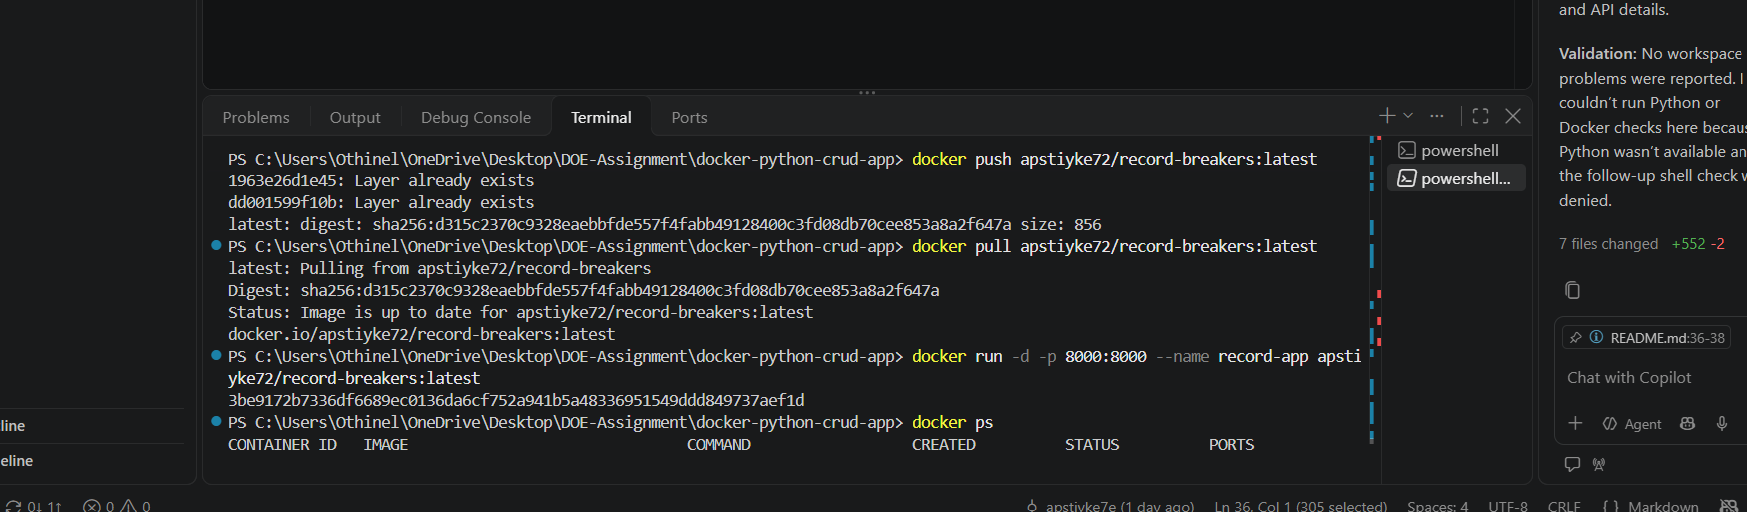 Problems Output Debug Console Terminal Ports
PS C:\Users\Othinel\OneDrive\Desktop\DOE-Assignment\docker-python-crud-app> docker push apstiyke72/record-breakers:latest
1963e26d1e45: Layer already exists
dd001599f10b: Layer already exists
latest: digest: sha256:d315c2370c9328eaebbfde557f4fabb49128400c3fd08db70cee853a8a2f647a size: 856
PS C:\Users\Othinel\OneDrive\Desktop\DOE-Assignment\docker-python-crud-app> docker pull apstiyke72/record-breakers:latest
latest: Pulling from apstiyke72/record-breakers
Digest: sha256:d315c2370c9328eaebbfde557f4fabb49128400c3fd08db70cee853a8a2f647a
Status: Image is up to date for apstiyke72/record-breakers:latest
docker.io/apstiyke72/record-breakers:latest
PS C:\Users\Othinel\OneDrive\Desktop\DOE-Assignment\docker-python-crud-app> docker run -d -p 8000:8000 --name record-app apsti
yke72/record-breakers:latest
3be9172b7336df6689ec0136da6cf752a941b5a48336951549ddd849737aef1d
PS C:\Users\Othinel\OneDrive\Desktop\DOE-Assignment\docker-python-crud-app> docker ps
CONTAINER ID IMAGE COMMAND CREATED STATUS PORTS
powershell
powershell...
and API details.
Validation: No workspace
problems were reported. I
couldn't run Python or
Docker checks here becau
Python wasn't available an
the follow-up shell check w
denied.
7 files changed +552 -2
README.md:36-38
Chat with Copilot
Agent
line
eline
0↓ 1↑ 0 0
apstiyke7e (1 day ago) Ln 36, Col 1 (305 selected) Spaces: 4 UTF-8 CRLF { } Markdown